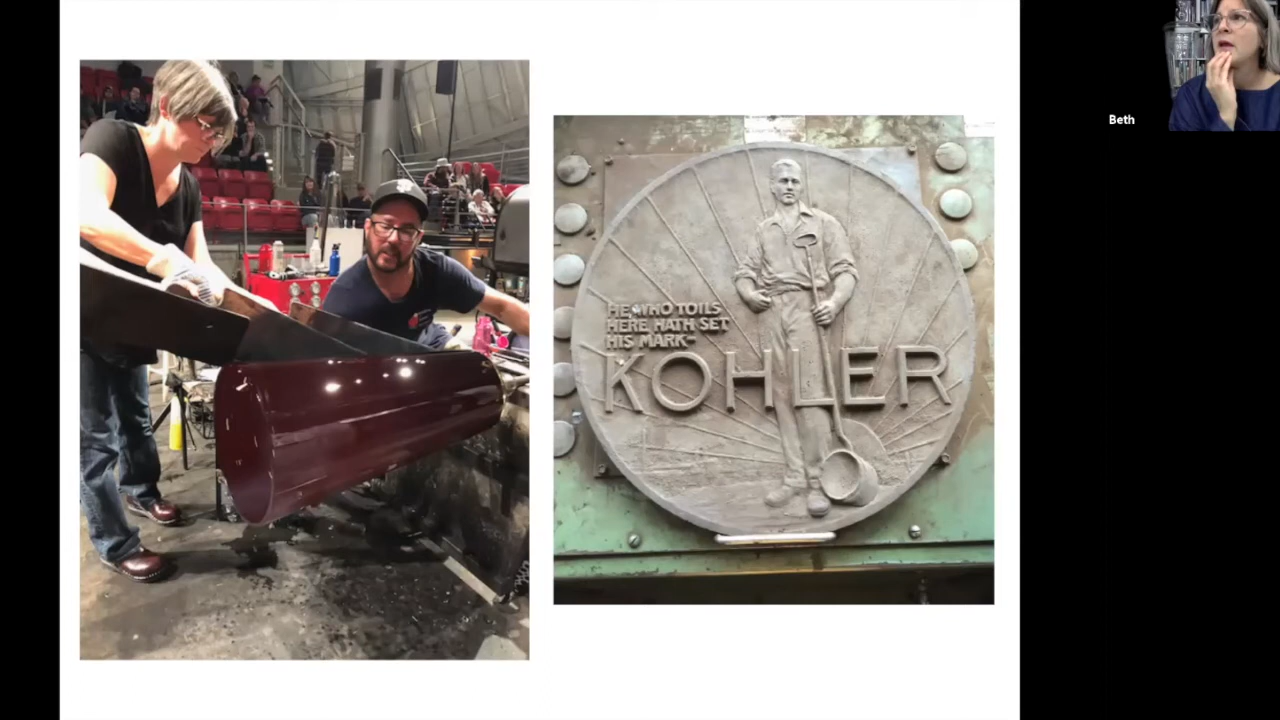 HE WHO TOILS
HERE HATH SET
HIS MARK–
KOHLER
Beth